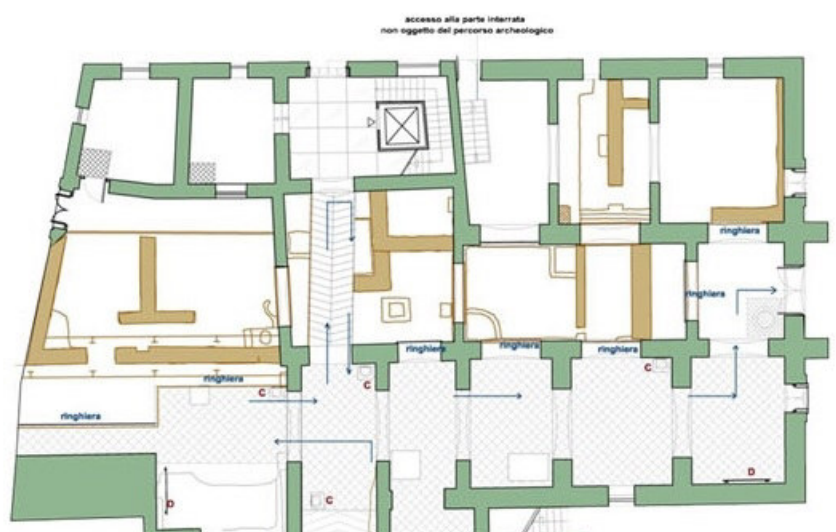 accesso alla parte interrata
non oggetto del percorso archeologico
ringhiera
ringhiera
ringhiera
ringhiera
ringhiera
ringhiera
C
C
C
ringhiera
D
D
C